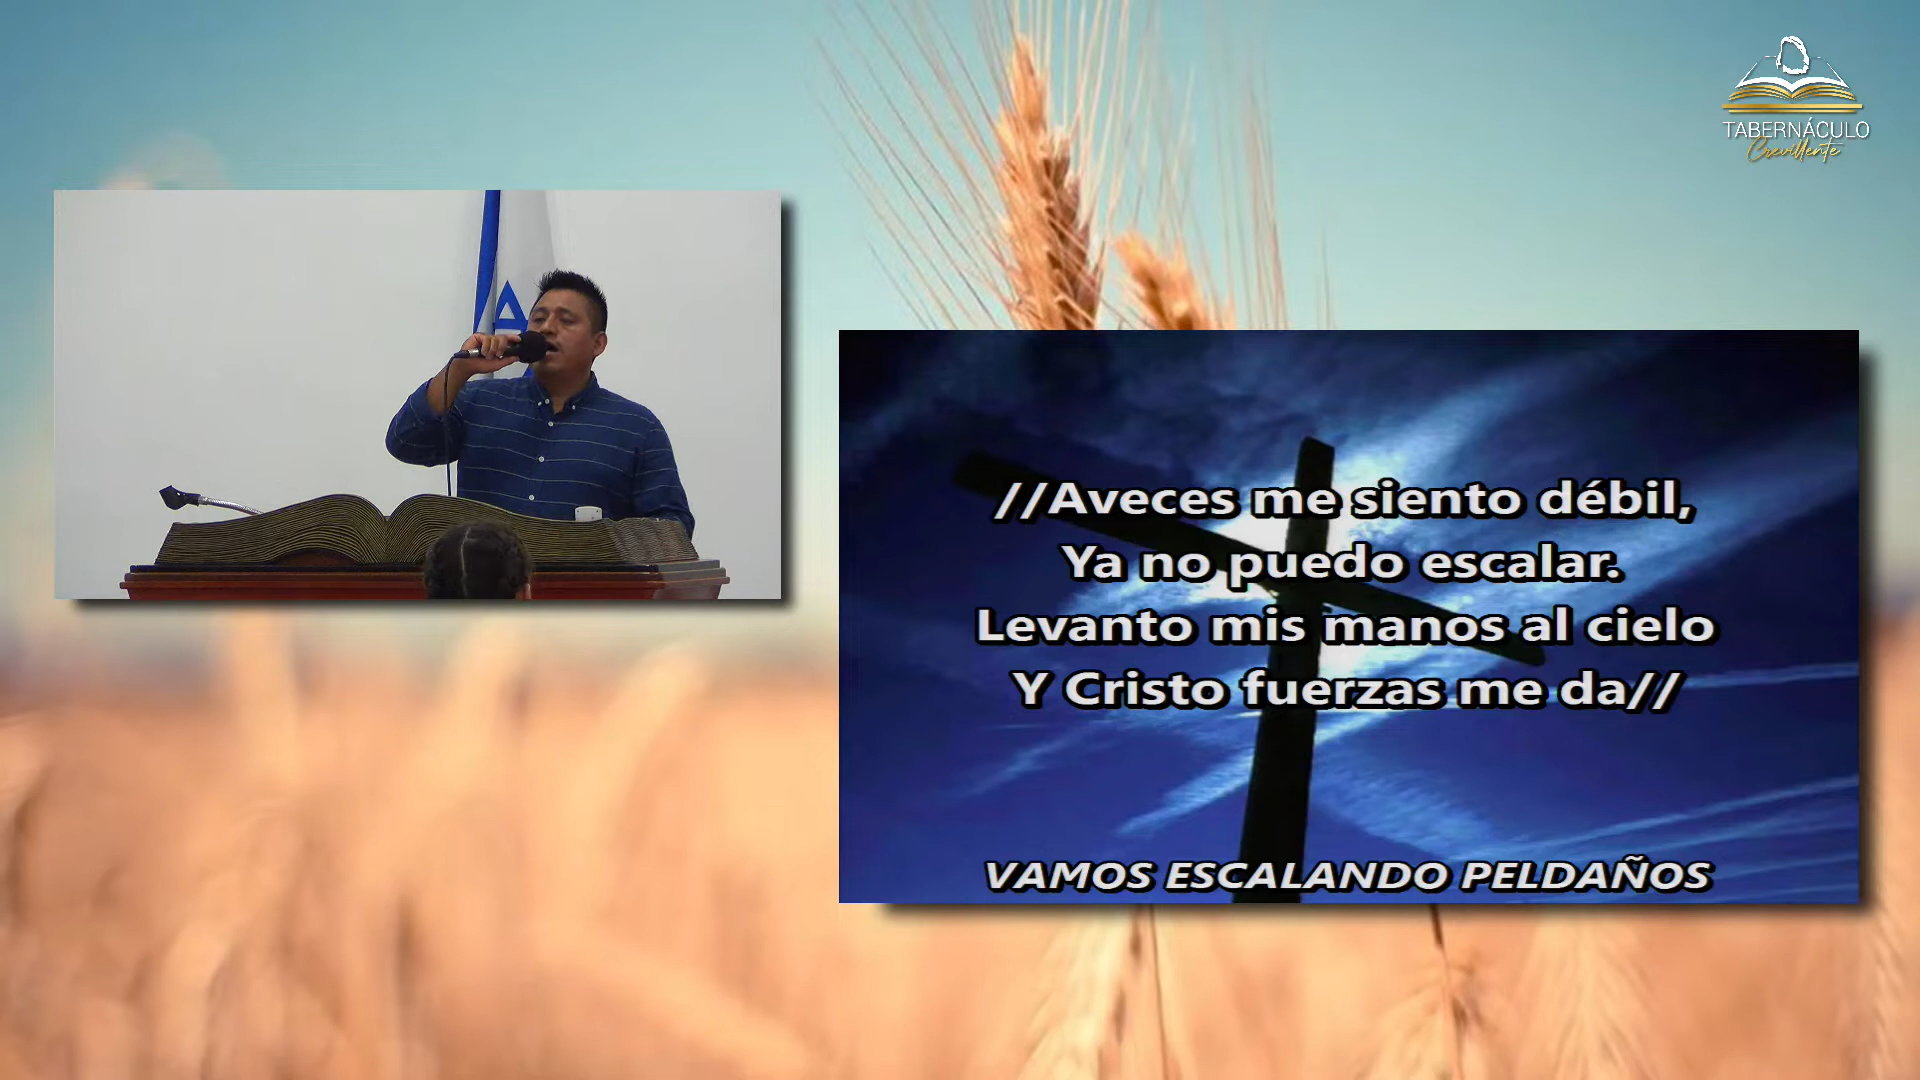 TABERNÁCULO
Crevillente
//Aveces me siento débil,
Ya no puedo escalar.
Levanto mis manos al cielo
Y Cristo fuerzas me da//
VAMOS ESCALANDO PELDAÑOS